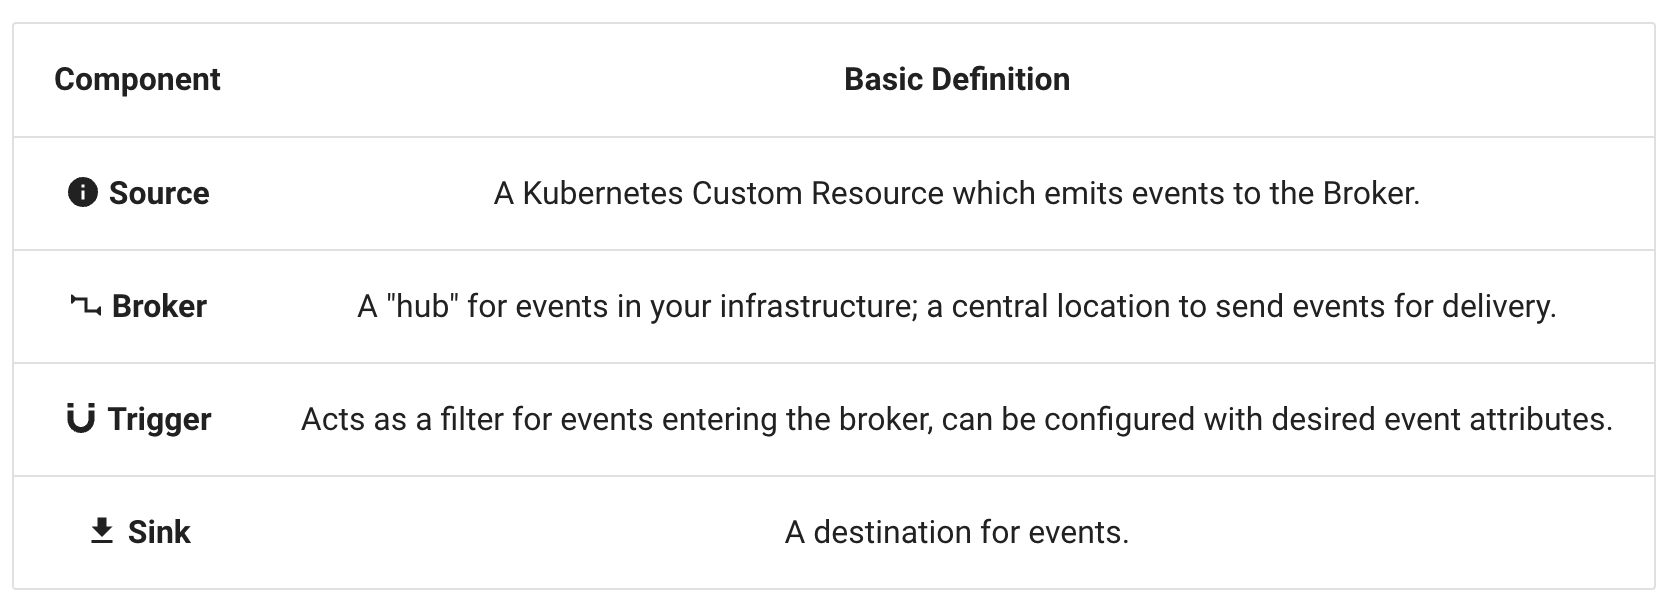 Component Basic Definition
Source A Kubernetes Custom Resource which emits events to the Broker.
Broker A "hub" for events in your infrastructure; a central location to send events for delivery.
Trigger Acts as a filter for events entering the broker, can be configured with desired event attributes.
Sink A destination for events.